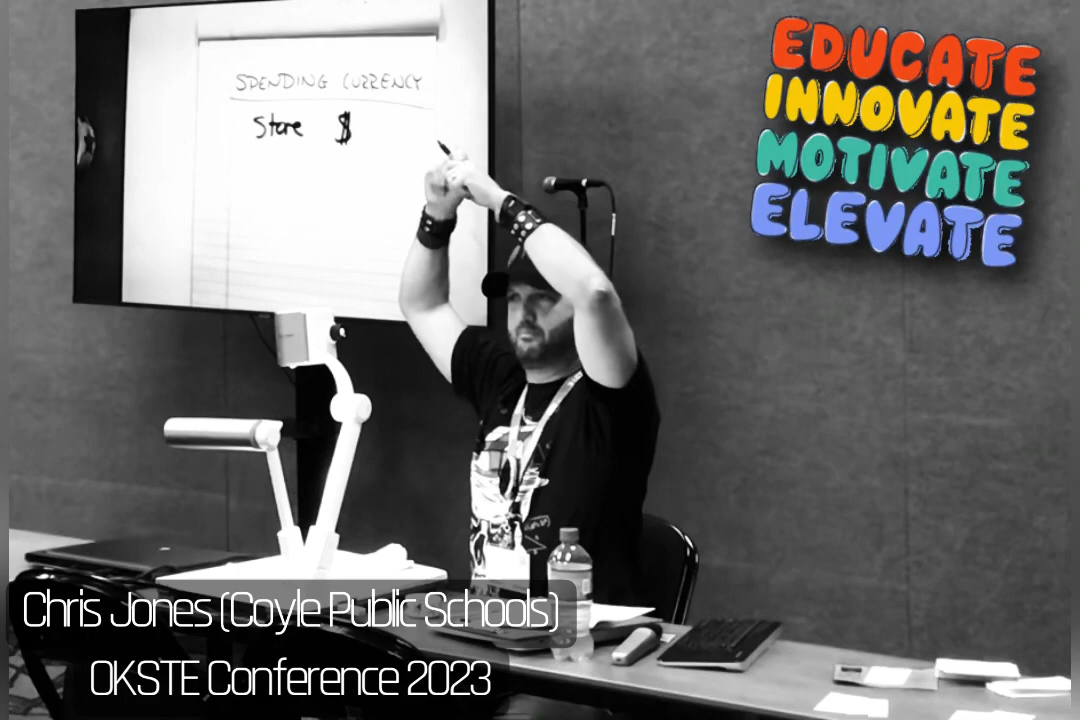 SPENDING CURRENCY
Store $
EDUCATE
INNOVATE
MOTIVATE
ELEVATE
Chris Jones (Coyle Public Schools)
OKSTE Conference 2023